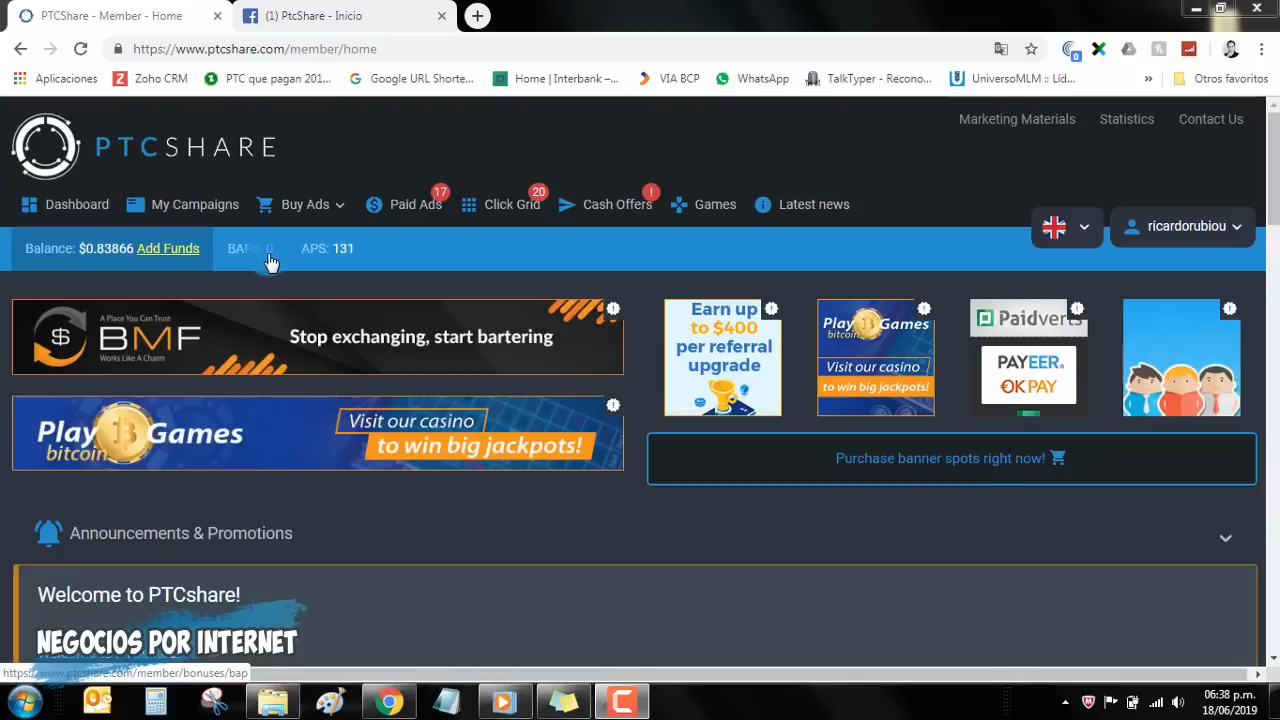 PTCShare - Member - Home
(1) PtcShare - Inicio
https://www.ptcshare.com/member/home
0
Aplicaciones
Zoho CRM
PTC que pagan 201...
Google URL Shorte...
Home | Interbank –...
VIA BCP
WhatsApp
TalkTyper - Recono...
UniversoMLM :: Líd...
»
Otros favoritos
Marketing Materials
Statistics
Contact Us
PTCSHARE
Dashboard
My Campaigns
Buy Ads
Paid Ads
17
Click Grid
20
Cash Offers
!
Games
Latest news
ricardorubiou
Balance: $0.83866 Add Funds
BAP: 0
APS: 131
A Place You Can Trust
BMF
Works Like A Charm
Stop exchanging, start bartering
Earn up
to $400
per referral
upgrade
Play Games
bitcoin
Visit our casino
to win big jackpots!
Paidverts
PAYEER
OKPAY
Play Games
bitcoin
Visit our casino
to win big jackpots!
Purchase banner spots right now!
Announcements & Promotions
Welcome to PTCshare!
NEGOCIOS POR INTERNET
https://www.ptcshare.com/member/bonuses/bap
06:38 p.m.
18/06/2019